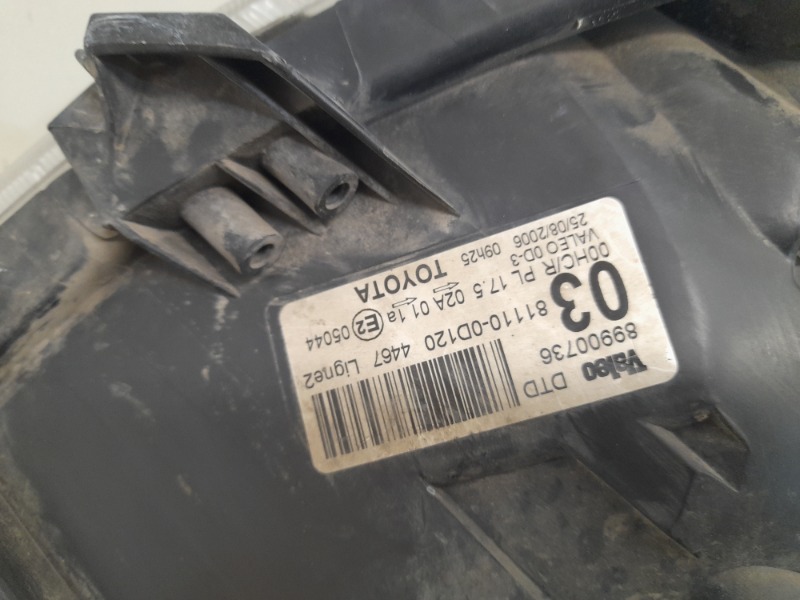 Valeo DTD
89900736
03 81110-0D120 4467 Ligne2
00HC/R PL 17.5 02A 01.1a E2 05044
VALEO 0D-3 TOYOTA
25/08/2006 09h25